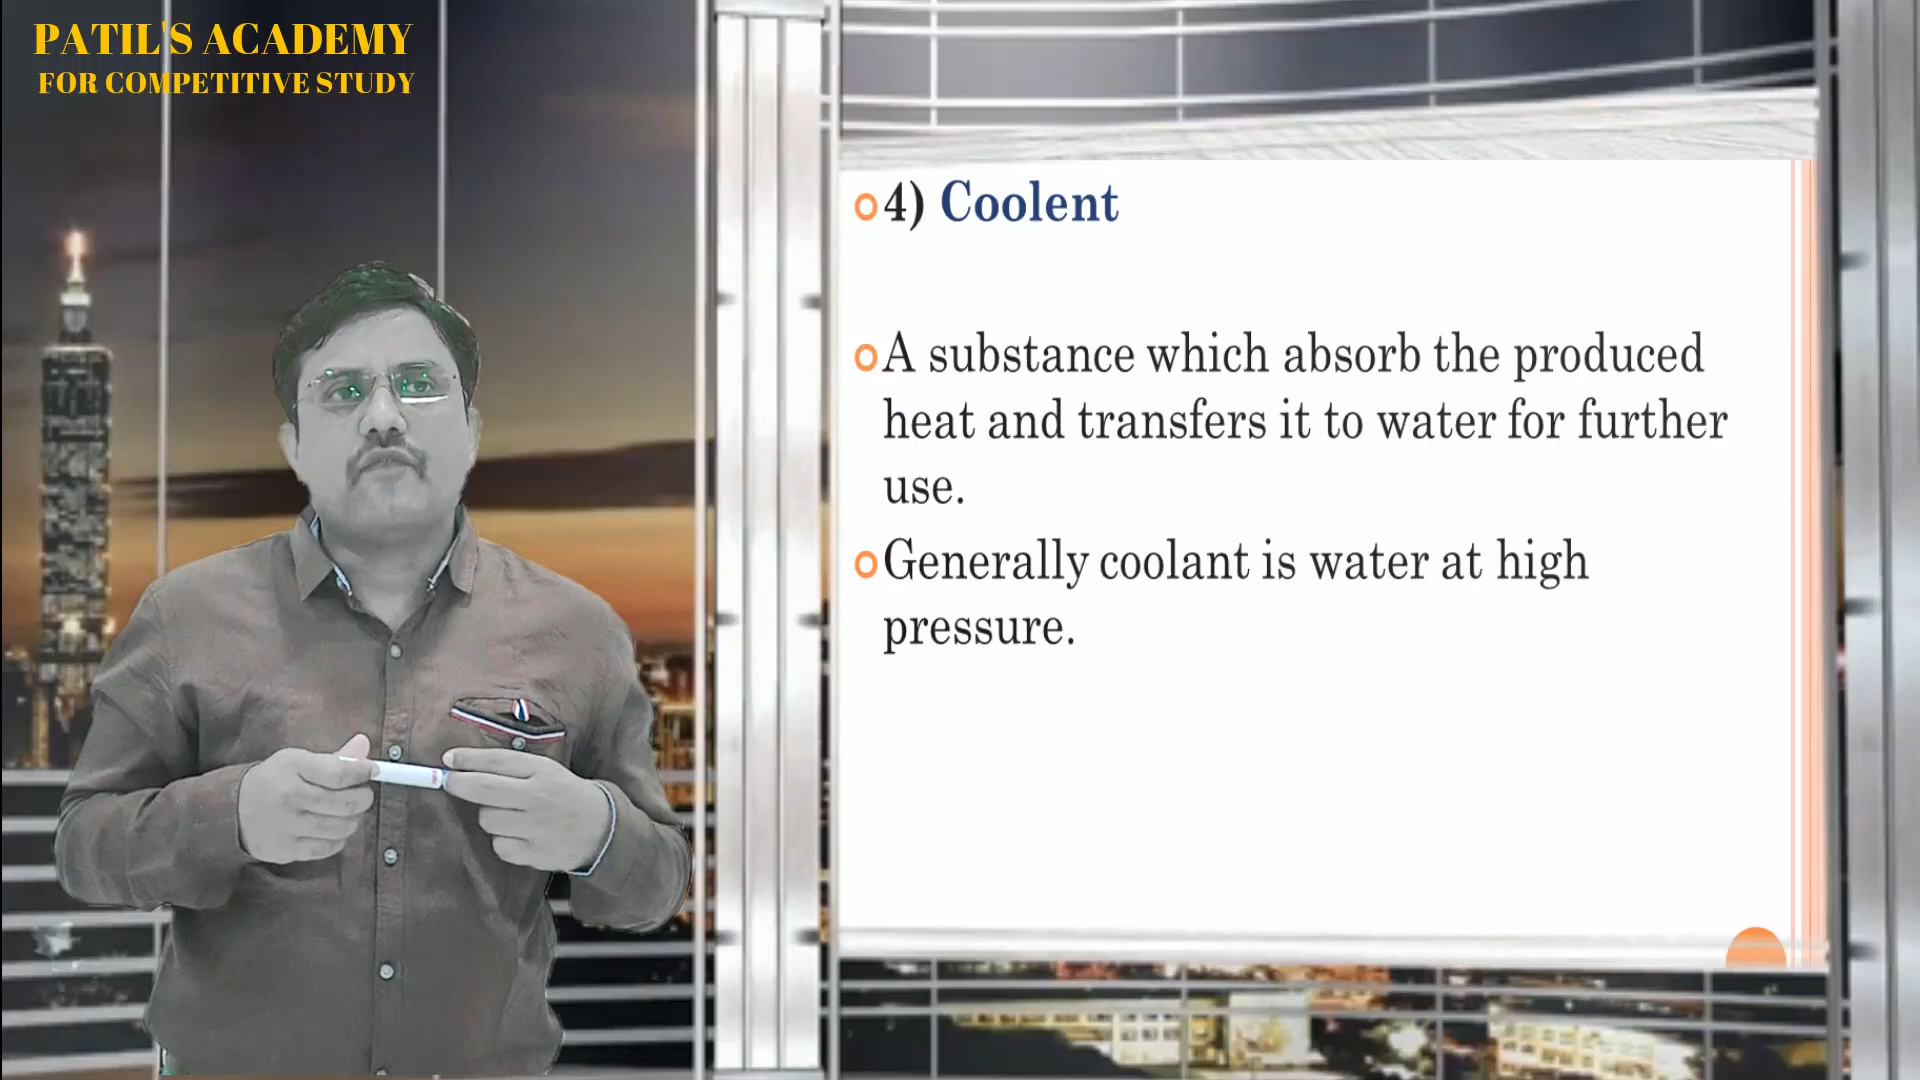 PATIL'S ACADEMY
FOR COMPETITIVE STUDY
4) Coolent
A substance which absorb the produced
heat and transfers it to water for further
use.
Generally coolant is water at high
pressure.